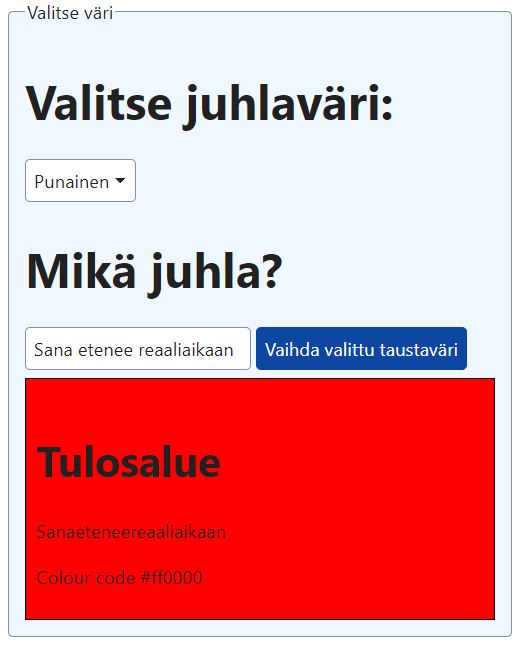 Valitse väri
Valitse juhlaväri:
Punainen
Mikä juhla?
Sana etenee reaaliaikaan Vaihda valittu taustaväri
Tulosalue
Sanaeteneereaaliaikaan
Colour code #ff0000